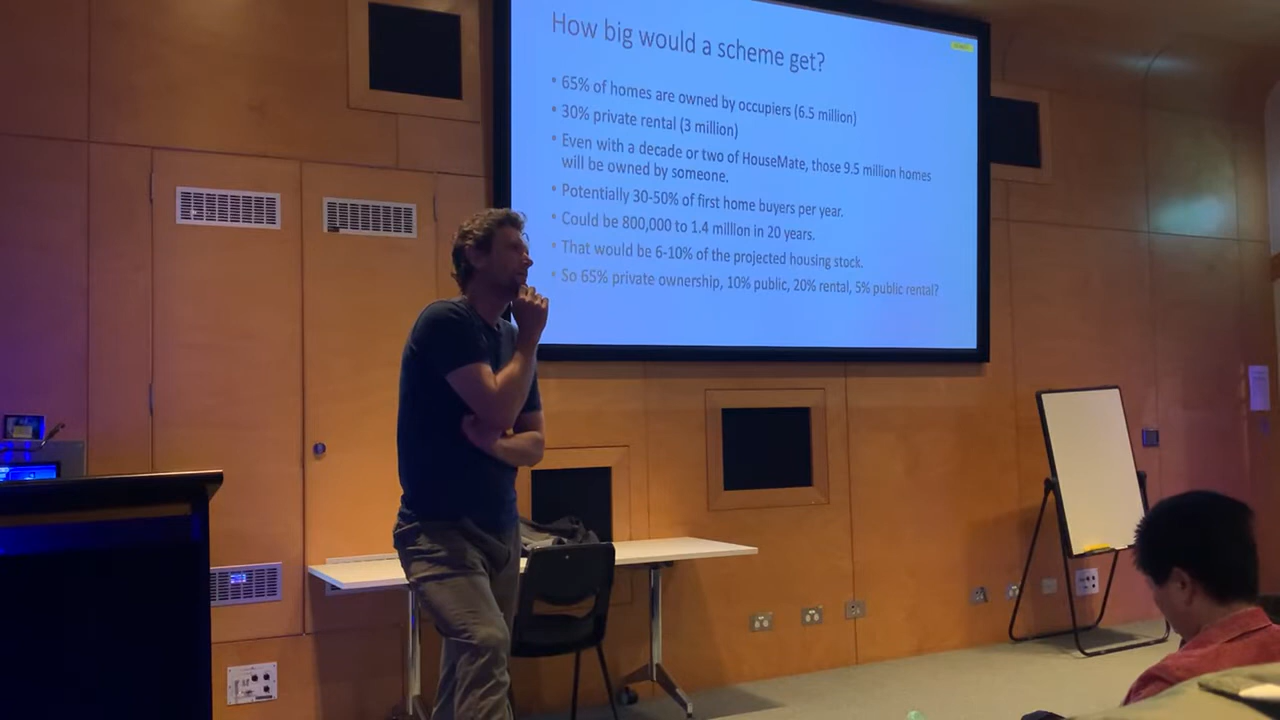 How big would a scheme get?
• 65% of homes are owned by occupiers (6.5 million)
• 30% private rental (3 million)
• Even with a decade or two of HouseMate, those 9.5 million homes
will be owned by someone.
• Potentially 30-50% of first home buyers per year.
• Could be 800,000 to 1.4 million in 20 years.
• That would be 6-10% of the projected housing stock.
• So 65% private ownership, 10% public, 20% rental, 5% public rental?